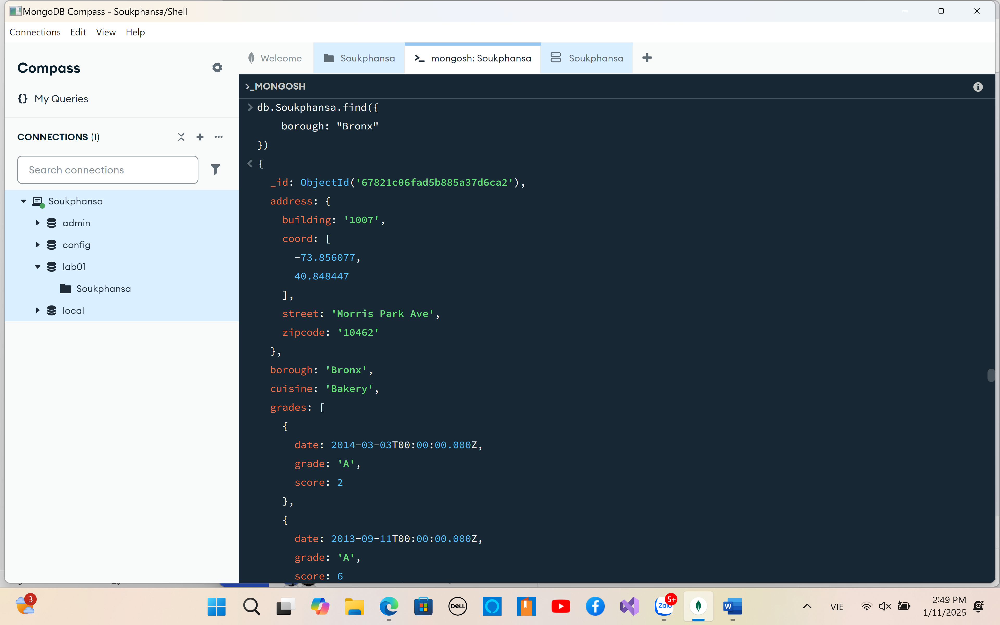 MongoDB Compass - Soukphansa/Shell
Connections Edit View Help
Compass
{} My Queries
CONNECTIONS (1)
Search connections
Soukphansa
admin
config
lab01
Soukphansa
local
Welcome
Soukphansa
>_ mongosh: Soukphansa
Soukphansa
>_MONGOSH
> db.Soukphansa.find({
borough: "Bronx"
})
< {
_id: ObjectId('67821c06fad5b885a37d6ca2'),
address: {
building: '1007',
coord: [
-73.856077,
40.848447
],
street: 'Morris Park Ave',
zipcode: '10462'
},
borough: 'Bronx',
cuisine: 'Bakery',
grades: [
{
date: 2014-03-03T00:00:00.000Z,
grade: 'A',
score: 2
},
{
date: 2013-09-11T00:00:00.000Z,
grade: 'A',
score: 6
3
DELL
Zalo
5+
W
VIE
2:49 PM
1/11/2025